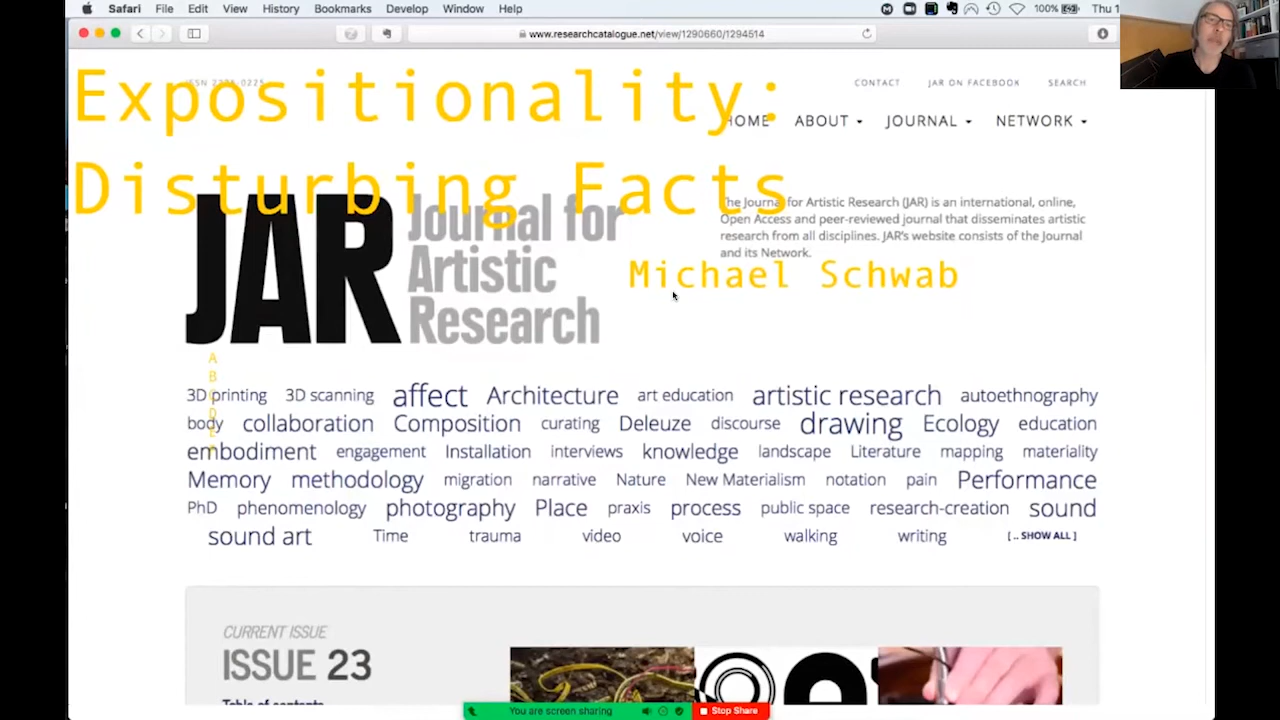 Safari File Edit View History Bookmarks Develop Window Help 100% Thu 1
www.researchcatalogue.net/view/1290660/1294514
Expositionality:
CONTACT JAR ON FACEBOOK SEARCH
HOME ABOUT JOURNAL NETWORK
Disturbing Facts
JAR Journal for
Artistic
Research
The Journal for Artistic Research (JAR) is an international, online,
Open Access and peer-reviewed journal that disseminates artistic
research from all disciplines. JAR's website consists of the Journal
and its Network.
Michael Schwab
A
B
C
D
E
3D printing 3D scanning affect Architecture art education artistic research autoethnography
body collaboration Composition curating Deleuze discourse drawing Ecology education
embodiment engagement Installation interviews knowledge landscape Literature mapping materiality
Memory methodology migration narrative Nature New Materialism notation pain Performance
PhD phenomenology photography Place praxis process public space research-creation sound
sound art Time trauma video voice walking writing [ .. SHOW ALL ]
CURRENT ISSUE
ISSUE 23
Table of contents
You are screen sharing Stop Share